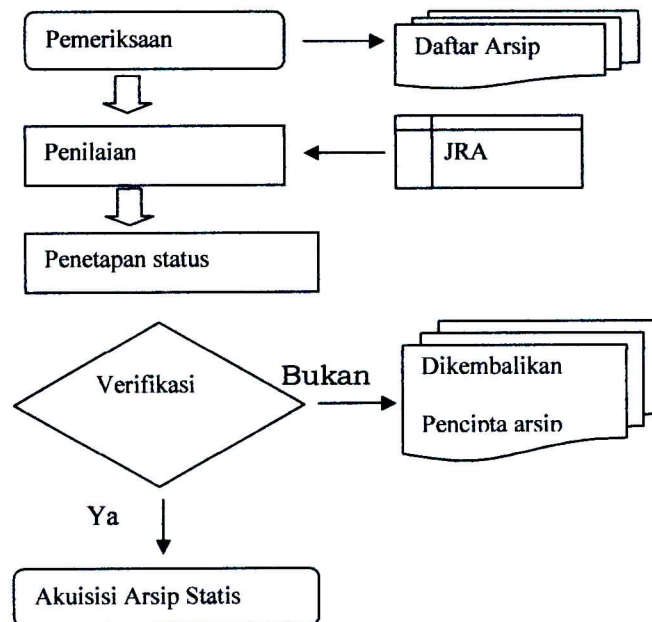 Pemeriksaan
Daftar Arsip
Penilaian
JRA
Penetapan status
Verifikasi
Bukan
Dikembalikan
Pencipta arsip
Ya
Akuisisi Arsip Statis